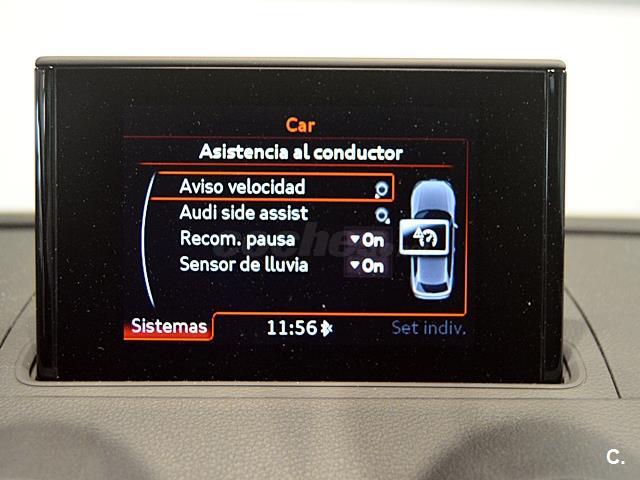 Car
Asistencia al conductor
Aviso velocidad
Audi side assist
Recom. pausa ▾On
Sensor de lluvia ▾On
Sistemas 11:56 Set indiv.
coches
C.